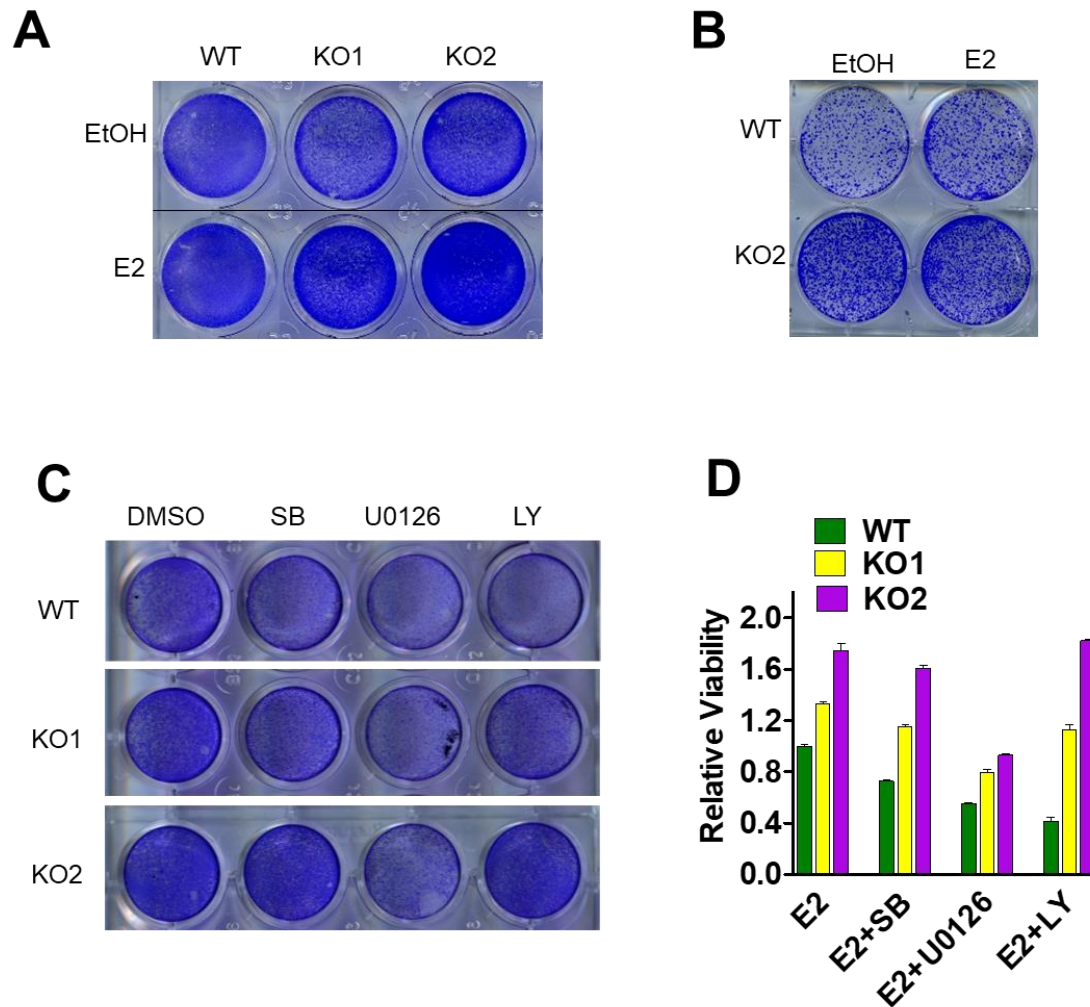 A
WT KO1 KO2
EtOH
E2
B
EtOH E2
WT
KO2
C
DMSO SB U0126 LY
WT
KO1
KO2
D
WT
KO1
KO2
Relative Viability
2.0
1.6
1.2
0.8
0.4
0.0
E2 E2+SB E2+U0126 E2+LY